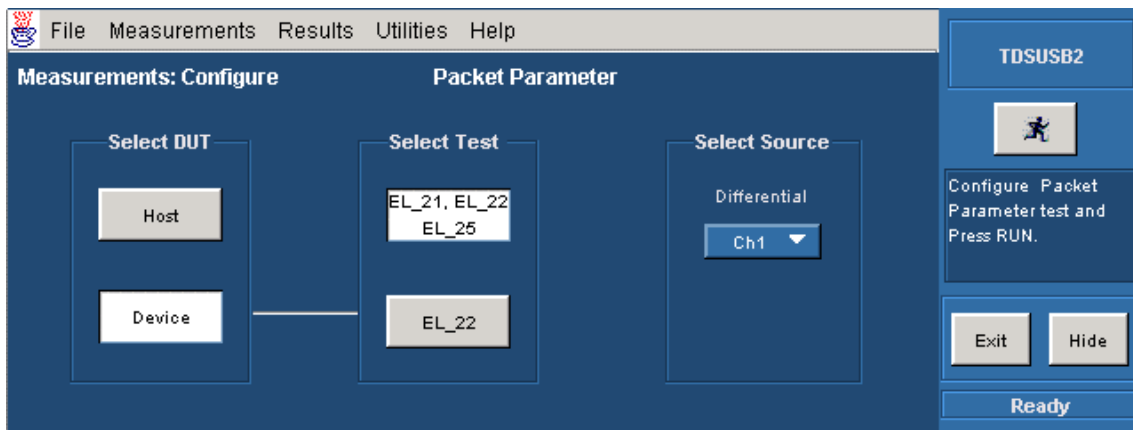 File Measurements Results Utilities Help
Measurements: Configure
Packet Parameter
Select DUT
Host
Device
Select Test
EL_21, EL_22
EL_25
EL_22
Select Source
Differential
Ch1
TDSUSB2
Configure Packet
Parameter test and
Press RUN.
Exit
Hide
Ready